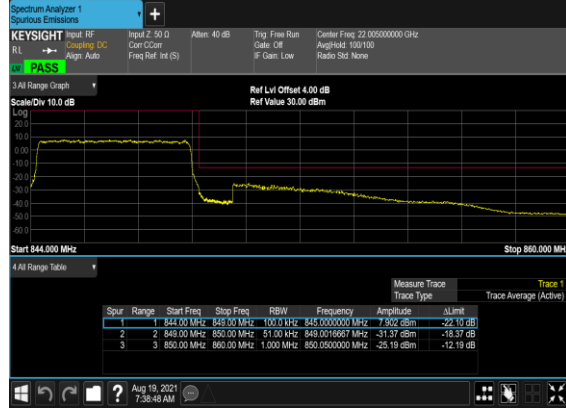 Spectrum Analyzer 1
Spurious Emissions
KEYSIGHT Input: RF Input Z: 50 Ω Atten: 40 dB Trig: Free Run Center Freq: 22.005000000 GHz
R L Coupling: DC Corr CCorr Gate: Off Avg|Hold: 100/100
Align: Auto Freq Ref: Int (S) IF Gain: Low Radio Std: None
PASS
3 All Range Graph
Ref Lvl Offset 4.00 dB
Scale/Div 10.0 dB Ref Value 30.00 dBm
Log
20.0
10.0
0.00
-10.0
-20.0
-30.0
-40.0
-50.0
-60.0
Start 844.000 MHz Stop 860.000 MH
4 All Range Table
Measure Trace Trace 1
Trace Type Trace Average (Active)
Spur Range Start Freq Stop Freq RBW Frequency Amplitude ΔLimit
1 1 844.00 MHz 849.00 MHz 100.0 kHz 845.0000000 MHz 7.902 dBm -22.10 dB
2 2 849.00 MHz 850.00 MHz 51.00 kHz 849.0016667 MHz -31.37 dBm -18.37 dB
3 3 850.00 MHz 860.00 MHz 1.000 MHz 850.0500000 MHz -25.19 dBm -12.19 dB
? Aug 19, 2021
7:38:48 AM